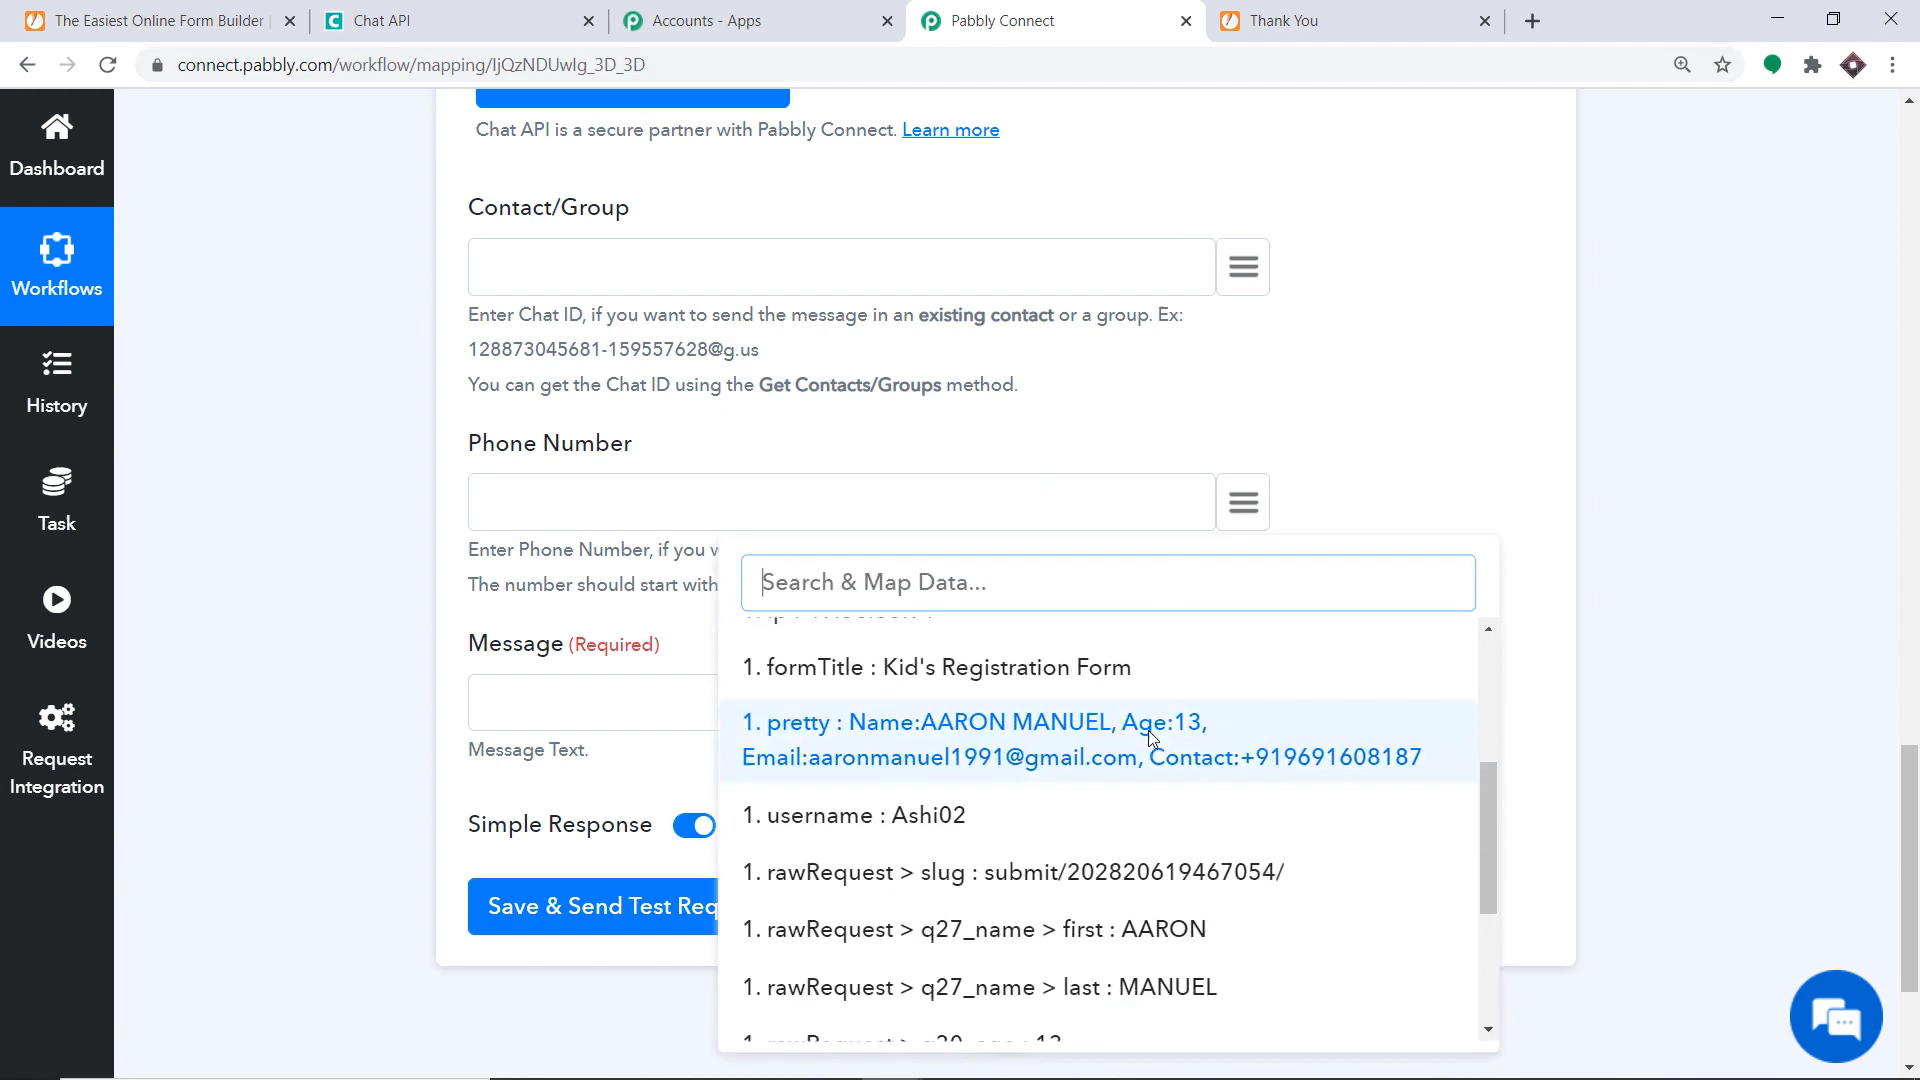 The Easiest Online Form Builder
Chat API
Accounts - Apps
Pabbly Connect
Thank You
connect.pabbly.com/workflow/mapping/IjQzNDUwIg_3D_3D
Dashboard
Workflows
History
Task
Videos
Request
Integration
Chat API is a secure partner with Pabbly Connect. Learn more
Contact/Group
Enter Chat ID, if you want to send the message in an existing contact or a group. Ex:
128873045681-159557628@g.us
You can get the Chat ID using the Get Contacts/Groups method.
Phone Number
Enter Phone Number, if you
The number should start with
Message (Required)
Message Text.
Simple Response
Save & Send Test Req
Search & Map Data...
1. formTitle : Kid's Registration Form
1. pretty : Name:AARON MANUEL, Age:13,
Email:aaronmanuel1991@gmail.com, Contact:+919691608187
1. username : Ashi02
1. rawRequest > slug : submit/202820619467054/
1. rawRequest > q27_name > first : AARON
1. rawRequest > q27_name > last : MANUEL